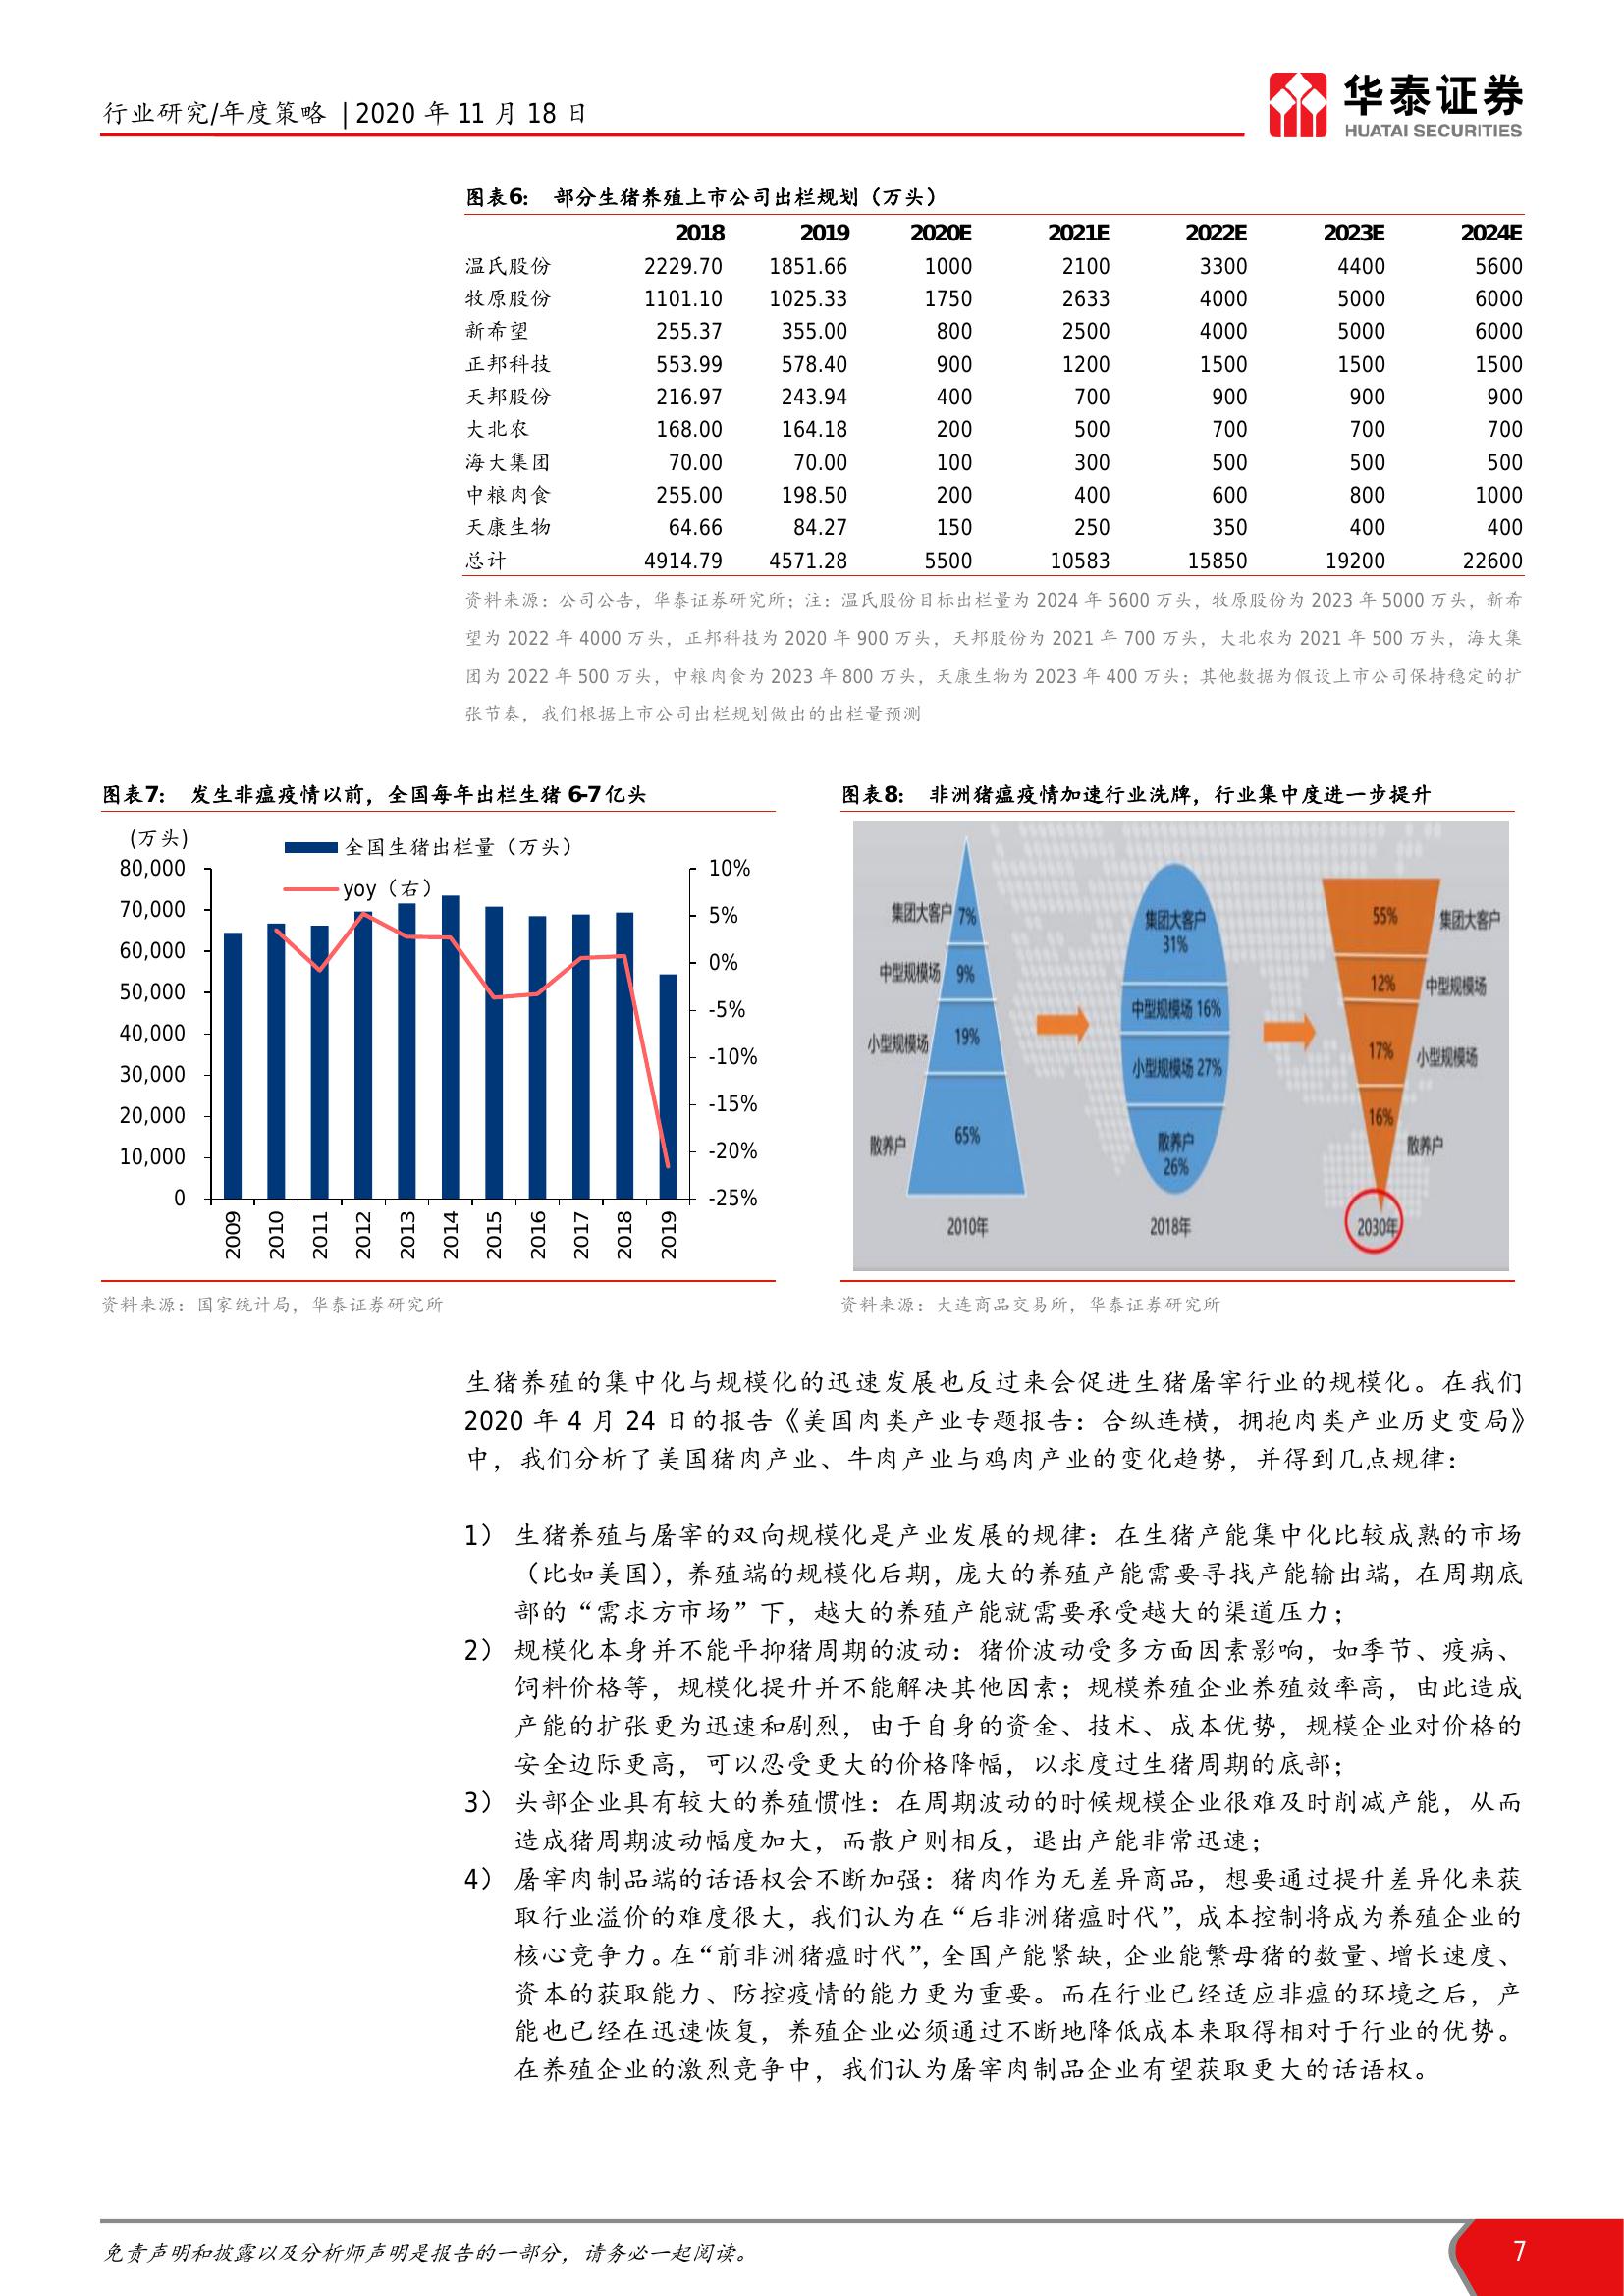 行业研究/年度策略 | 2020 年 11 月 18 日
华泰证券
HUATAI SECURITIES
图表6： 部分生猪养殖上市公司出栏规划（万头）
2018 2019 2020E 2021E 2022E 2023E 2024E
温氏股份 2229.70 1851.66 1000 2100 3300 4400 5600
牧原股份 1101.10 1025.33 1750 2633 4000 5000 6000
新希望 255.37 355.00 800 2500 4000 5000 6000
正邦科技 553.99 578.40 900 1200 1500 1500 1500
天邦股份 216.97 243.94 400 700 900 900 900
大北农 168.00 164.18 200 500 700 700 700
海大集团 70.00 70.00 100 300 500 500 500
中粮肉食 255.00 198.50 200 400 600 800 1000
天康生物 64.66 84.27 150 250 350 400 400
总计 4914.79 4571.28 5500 10583 15850 19200 22600
资料来源：公司公告，华泰证券研究所；注：温氏股份目标出栏量为 2024 年 5600 万头，牧原股份为 2023 年 5000 万头，新希
望为 2022 年 4000 万头，正邦科技为 2020 年 900 万头，天邦股份为 2021 年 700 万头，大北农为 2021 年 500 万头，海大集
团为 2022 年 500 万头，中粮肉食为 2023 年 800 万头，天康生物为 2023 年 400 万头；其他数据为假设上市公司保持稳定的扩
张节奏，我们根据上市公司出栏规划做出的出栏量预测
图表7： 发生非瘟疫情以前，全国每年出栏生猪 6-7 亿头
(万头)
全国生猪出栏量（万头）
yoy（右）
80,000
70,000
60,000
50,000
40,000
30,000
20,000
10,000
0
10%
5%
0%
-5%
-10%
-15%
-20%
-25%
2009 2010 2011 2012 2013 2014 2015 2016 2017 2018 2019
资料来源：国家统计局，华泰证券研究所
图表8： 非洲猪瘟疫情加速行业洗牌，行业集中度进一步提升
集团大客户 7%
中型规模场 9%
小型规模场 19%
散养户 65%
2010年
集团大客户
31%
中型规模场 16%
小型规模场 27%
散养户
26%
2018年
55% 集团大客户
12% 中型规模场
17% 小型规模场
16% 散养户
2030年
资料来源：大连商品交易所，华泰证券研究所
生猪养殖的集中化与规模化的迅速发展也反过来会促进生猪屠宰行业的规模化。在我们
2020 年 4 月 24 日的报告《美国肉类产业专题报告：合纵连横，拥抱肉类产业历史变局》
中，我们分析了美国猪肉产业、牛肉产业与鸡肉产业的变化趋势，并得到几点规律：
1） 生猪养殖与屠宰的双向规模化是产业发展的规律：在生猪产能集中化比较成熟的市场
（比如美国），养殖端的规模化后期，庞大的养殖产能需要寻找产能输出端，在周期底
部的“需求方市场”下，越大的养殖产能就需要承受越大的渠道压力；
2） 规模化本身并不能平抑猪周期的波动：猪价波动受多方面因素影响，如季节、疫病、
饲料价格等，规模化提升并不能解决其他因素；规模养殖企业养殖效率高，由此造成
产能的扩张更为迅速和剧烈，由于自身的资金、技术、成本优势，规模企业对价格的
安全边际更高，可以忍受更大的价格降幅，以求度过生猪周期的底部；
3） 头部企业具有较大的养殖惯性：在周期波动的时候规模企业很难及时削减产能，从而
造成猪周期波动幅度加大，而散户则相反，退出产能非常迅速；
4） 屠宰肉制品端的话语权会不断加强：猪肉作为无差异商品，想要通过提升差异化来获
取行业溢价的难度很大，我们认为在“后非洲猪瘟时代”，成本控制将成为养殖企业的
核心竞争力。在“前非洲猪瘟时代”，全国产能紧缺，企业能繁母猪的数量、增长速度、
资本的获取能力、防控疫情的能力更为重要。而在行业已经适应非瘟的环境之后，产
能也已经在迅速恢复，养殖企业必须通过不断地降低成本来取得相对于行业的优势。
在养殖企业的激烈竞争中，我们认为屠宰肉制品企业有望获取更大的话语权。
免责声明和披露以及分析师声明是报告的一部分，请务必一起阅读。
7